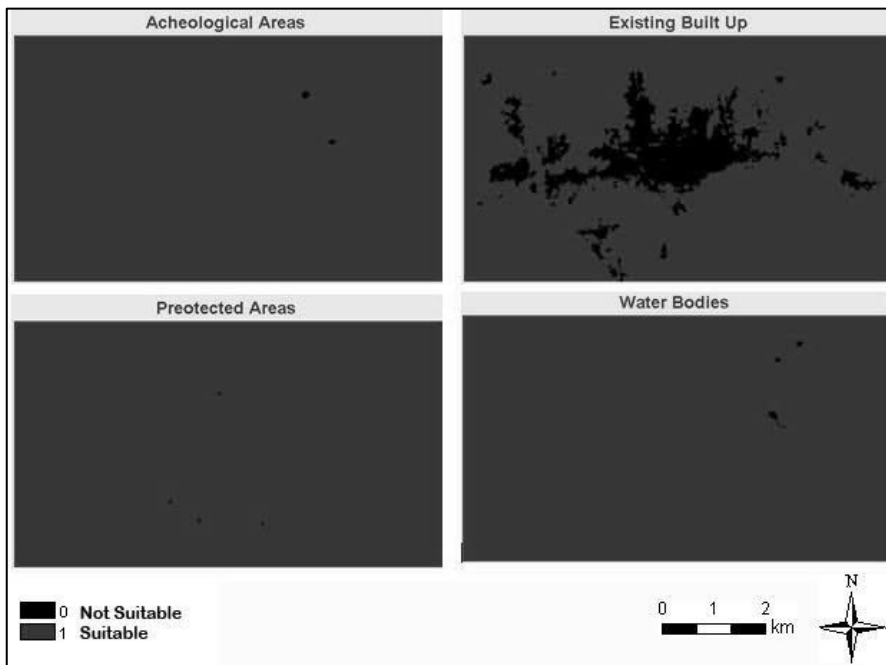 Acheological Areas
Existing Built Up
Preotected Areas
Water Bodies
0 Not Suitable
1 Suitable
0 1 2
km
N